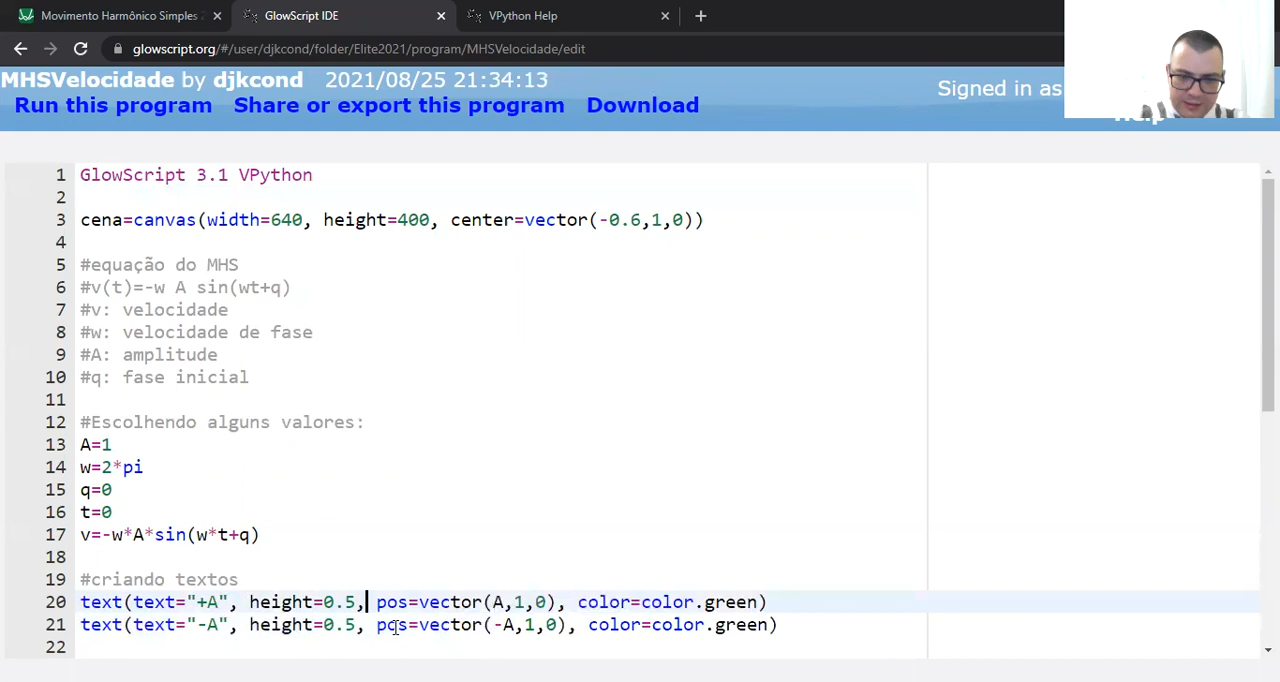 Movimento Harmônico Simples
GlowScript IDE
VPython Help
glowscript.org/#/user/djkcond/folder/Elite2021/program/MHSVelocidade/edit
MHSVelocidade by djkcond 2021/08/25 21:34:13
Signed in as
Run this program Share or export this program Download
1 GlowScript 3.1 VPython
2
3 cena=canvas(width=640, height=400, center=vector(-0.6,1,0))
4
5 #equação do MHS
6 #v(t)=-w A sin(wt+q)
7 #v: velocidade
8 #w: velocidade de fase
9 #A: amplitude
10 #q: fase inicial
11
12 #Escolhendo alguns valores:
13 A=1
14 w=2*pi
15 q=0
16 t=0
17 v=-w*A*sin(w*t+q)
18
19 #criando textos
20 text(text="+A", height=0.5, pos=vector(A,1,0), color=color.green)
21 text(text="-A", height=0.5, pos=vector(-A,1,0), color=color.green)
22